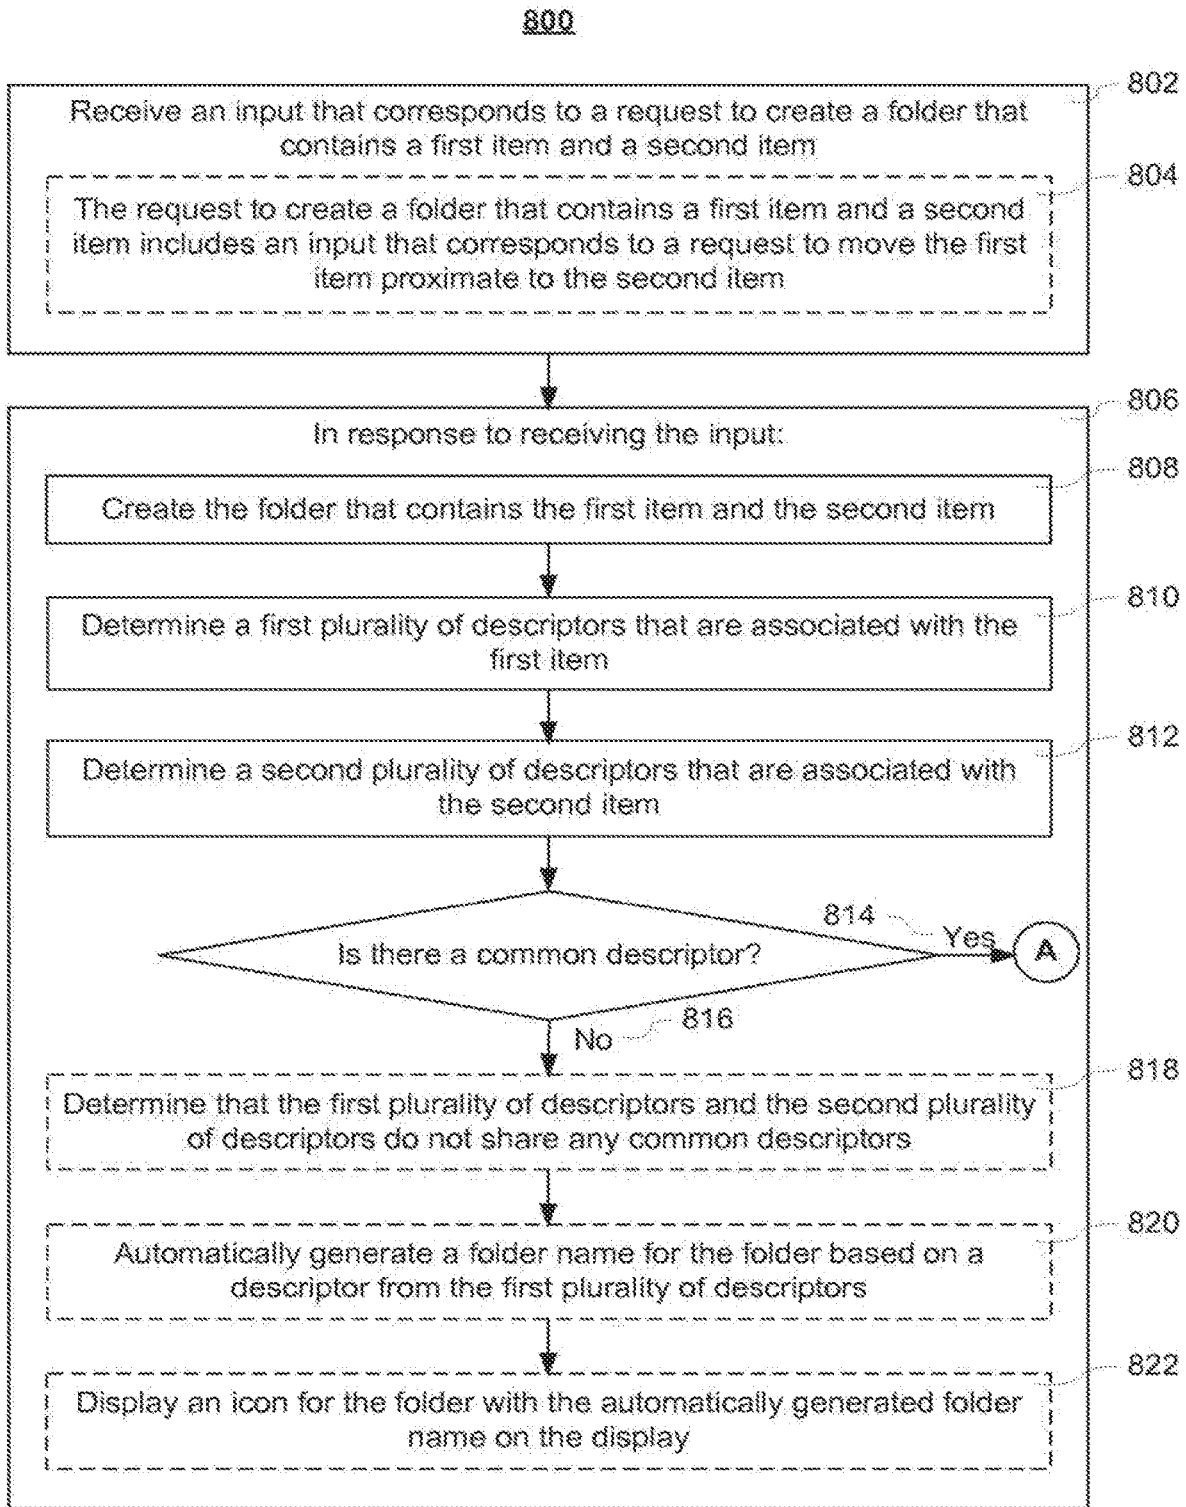 800
802
Receive an input that corresponds to a request to create a folder that
contains a first item and a second item
804
The request to create a folder that contains a first item and a second
item includes an input that corresponds to a request to move the first
item proximate to the second item
806
In response to receiving the input:
808
Create the folder that contains the first item and the second item
810
Determine a first plurality of descriptors that are associated with the
first item
812
Determine a second plurality of descriptors that are associated with
the second item
814
Is there a common descriptor?
Yes
A
816
No
818
Determine that the first plurality of descriptors and the second plurality
of descriptors do not share any common descriptors
820
Automatically generate a folder name for the folder based on a
descriptor from the first plurality of descriptors
822
Display an icon for the folder with the automatically generated folder
name on the display